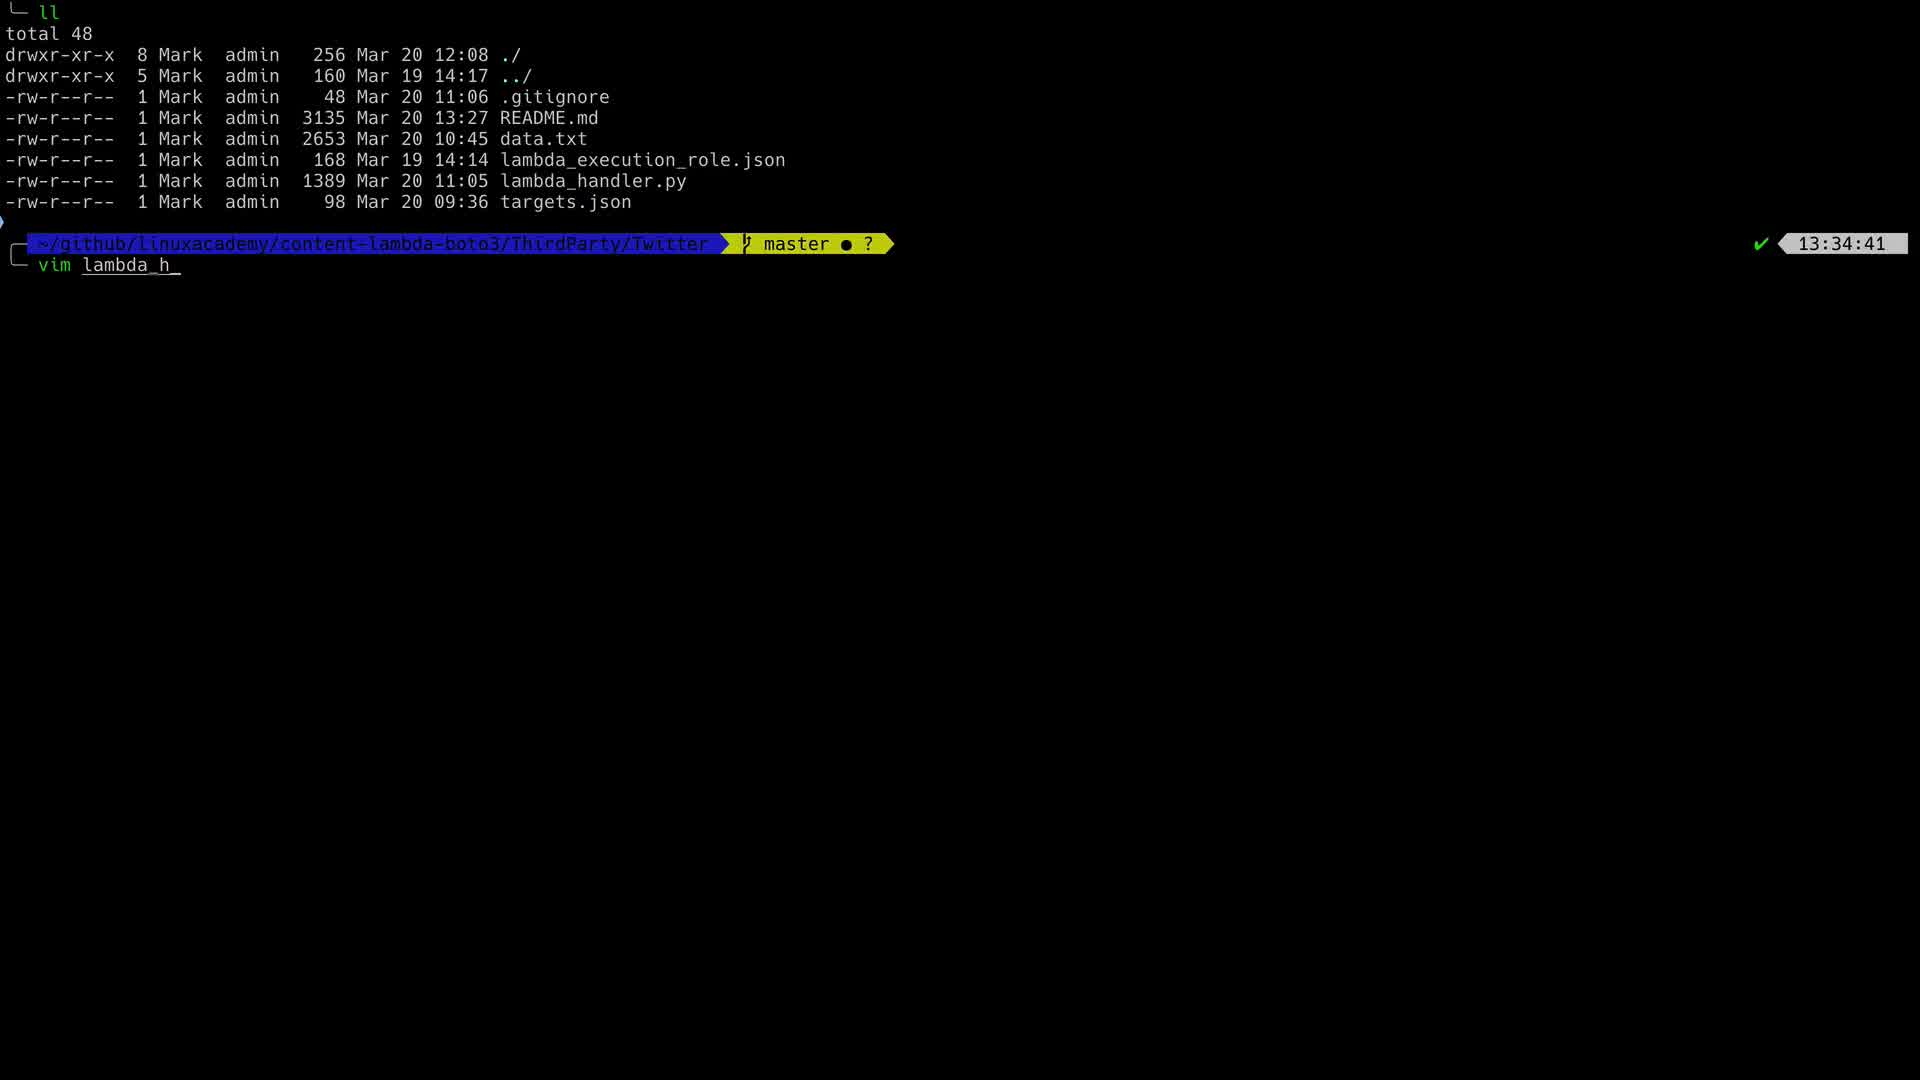 ll
total 48
drwxr-xr-x  8 Mark  admin   256 Mar 20 12:08 ./
drwxr-xr-x  5 Mark  admin   160 Mar 19 14:17 ../
-rw-r--r--  1 Mark  admin    48 Mar 20 11:06 .gitignore
-rw-r--r--  1 Mark  admin  3135 Mar 20 13:27 README.md
-rw-r--r--  1 Mark  admin  2653 Mar 20 10:45 data.txt
-rw-r--r--  1 Mark  admin   168 Mar 19 14:14 lambda_execution_role.json
-rw-r--r--  1 Mark  admin  1389 Mar 20 11:05 lambda_handler.py
-rw-r--r--  1 Mark  admin    98 Mar 20 09:36 targets.json
~/github/linuxacademy/content-lambda-boto3/ThirdParty/Twitter master ● ? ✔ 13:34:41
vim lambda_h_